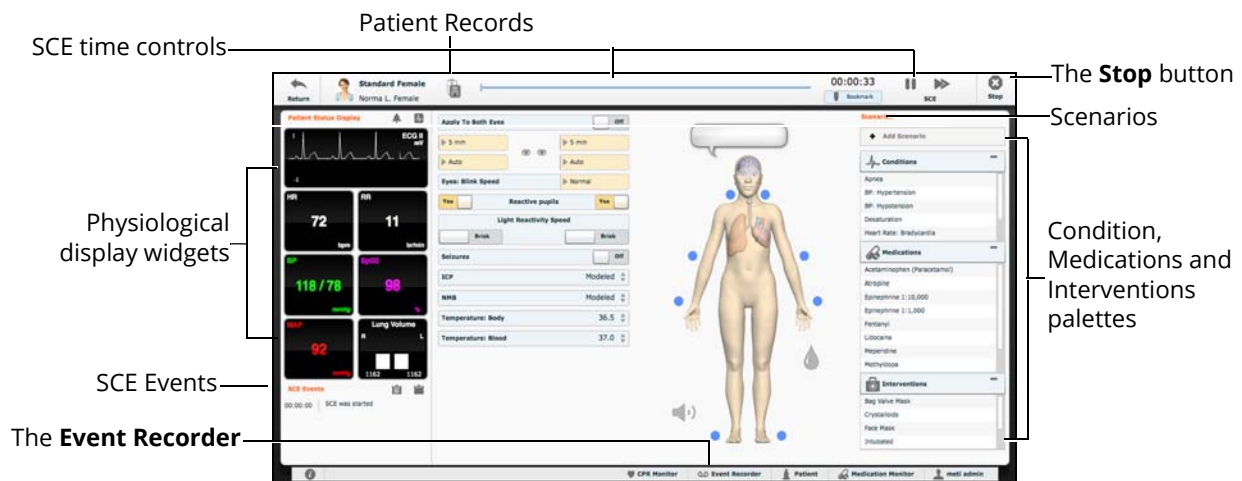 Patient Records
SCE time controls
The Stop button
Scenarios
Physiological
display widgets
Condition,
Medications and
Interventions
palettes
SCE Events
The Event Recorder
Return
Standard Female
Norma L. Female
00:00:33
Bookmark
SCE
Stop
Patient Status Display
ECG II
mV
1
-1
HR
72
bpm
RR
11
br/min
BP
118 / 78
mmHg
SpO2
98
%
MAP
92
mmHg
Lung Volume
R L
1162 1162
SCE Events
00:00:00 SCE was started
Apply To Both Eyes Off
5 mm 5 mm
Auto Auto
Eyes: Blink Speed Normal
Yes Reactive pupils Yes
Light Reactivity Speed
Brisk Brisk
Seizures Off
ICP Modeled
NMB Modeled
Temperature: Body 36.5
Temperature: Blood 37.0
Scenarios
Add Scenario
Conditions
Apnea
BP: Hypertension
BP: Hypotension
Desaturation
Heart Rate: Bradycardia
Medications
Acetaminophen (Paracetamol)
Atropine
Epinephrine 1:10,000
Epinephrine 1:1,000
Fentanyl
Lidocaine
Meperidine
Methyldopa
Interventions
Bag Valve Mask
Crystalloids
Face Mask
Intubated
CPR Monitor
Event Recorder
Patient
Medication Monitor
meti admin